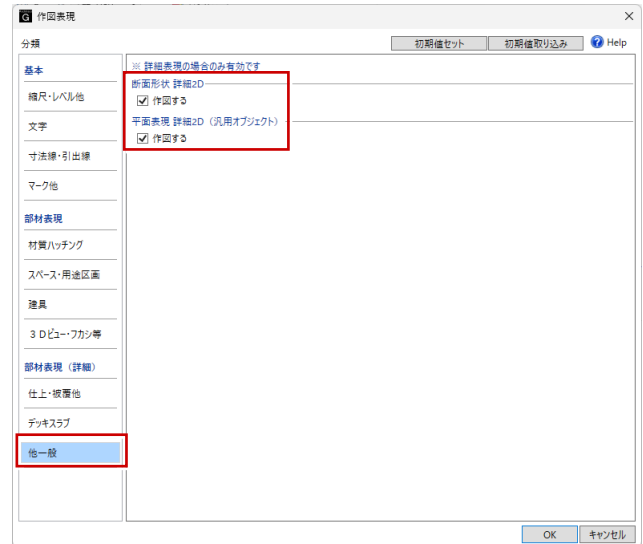 G 作図表現
分類
初期値セット 初期値取り込み ? Help
基本
縮尺・レベル他
文字
寸法線・引出線
マーク他
部材表現
材質ハッチング
スペース・用途区画
建具
３Ｄビュー・フカシ等
部材表現（詳細）
仕上・被覆他
デッキスラブ
他一般
※ 詳細表現の場合のみ有効です
断面形状 詳細2D
作図する
平面表現 詳細2D（汎用オブジェクト）
作図する
OK キャンセル